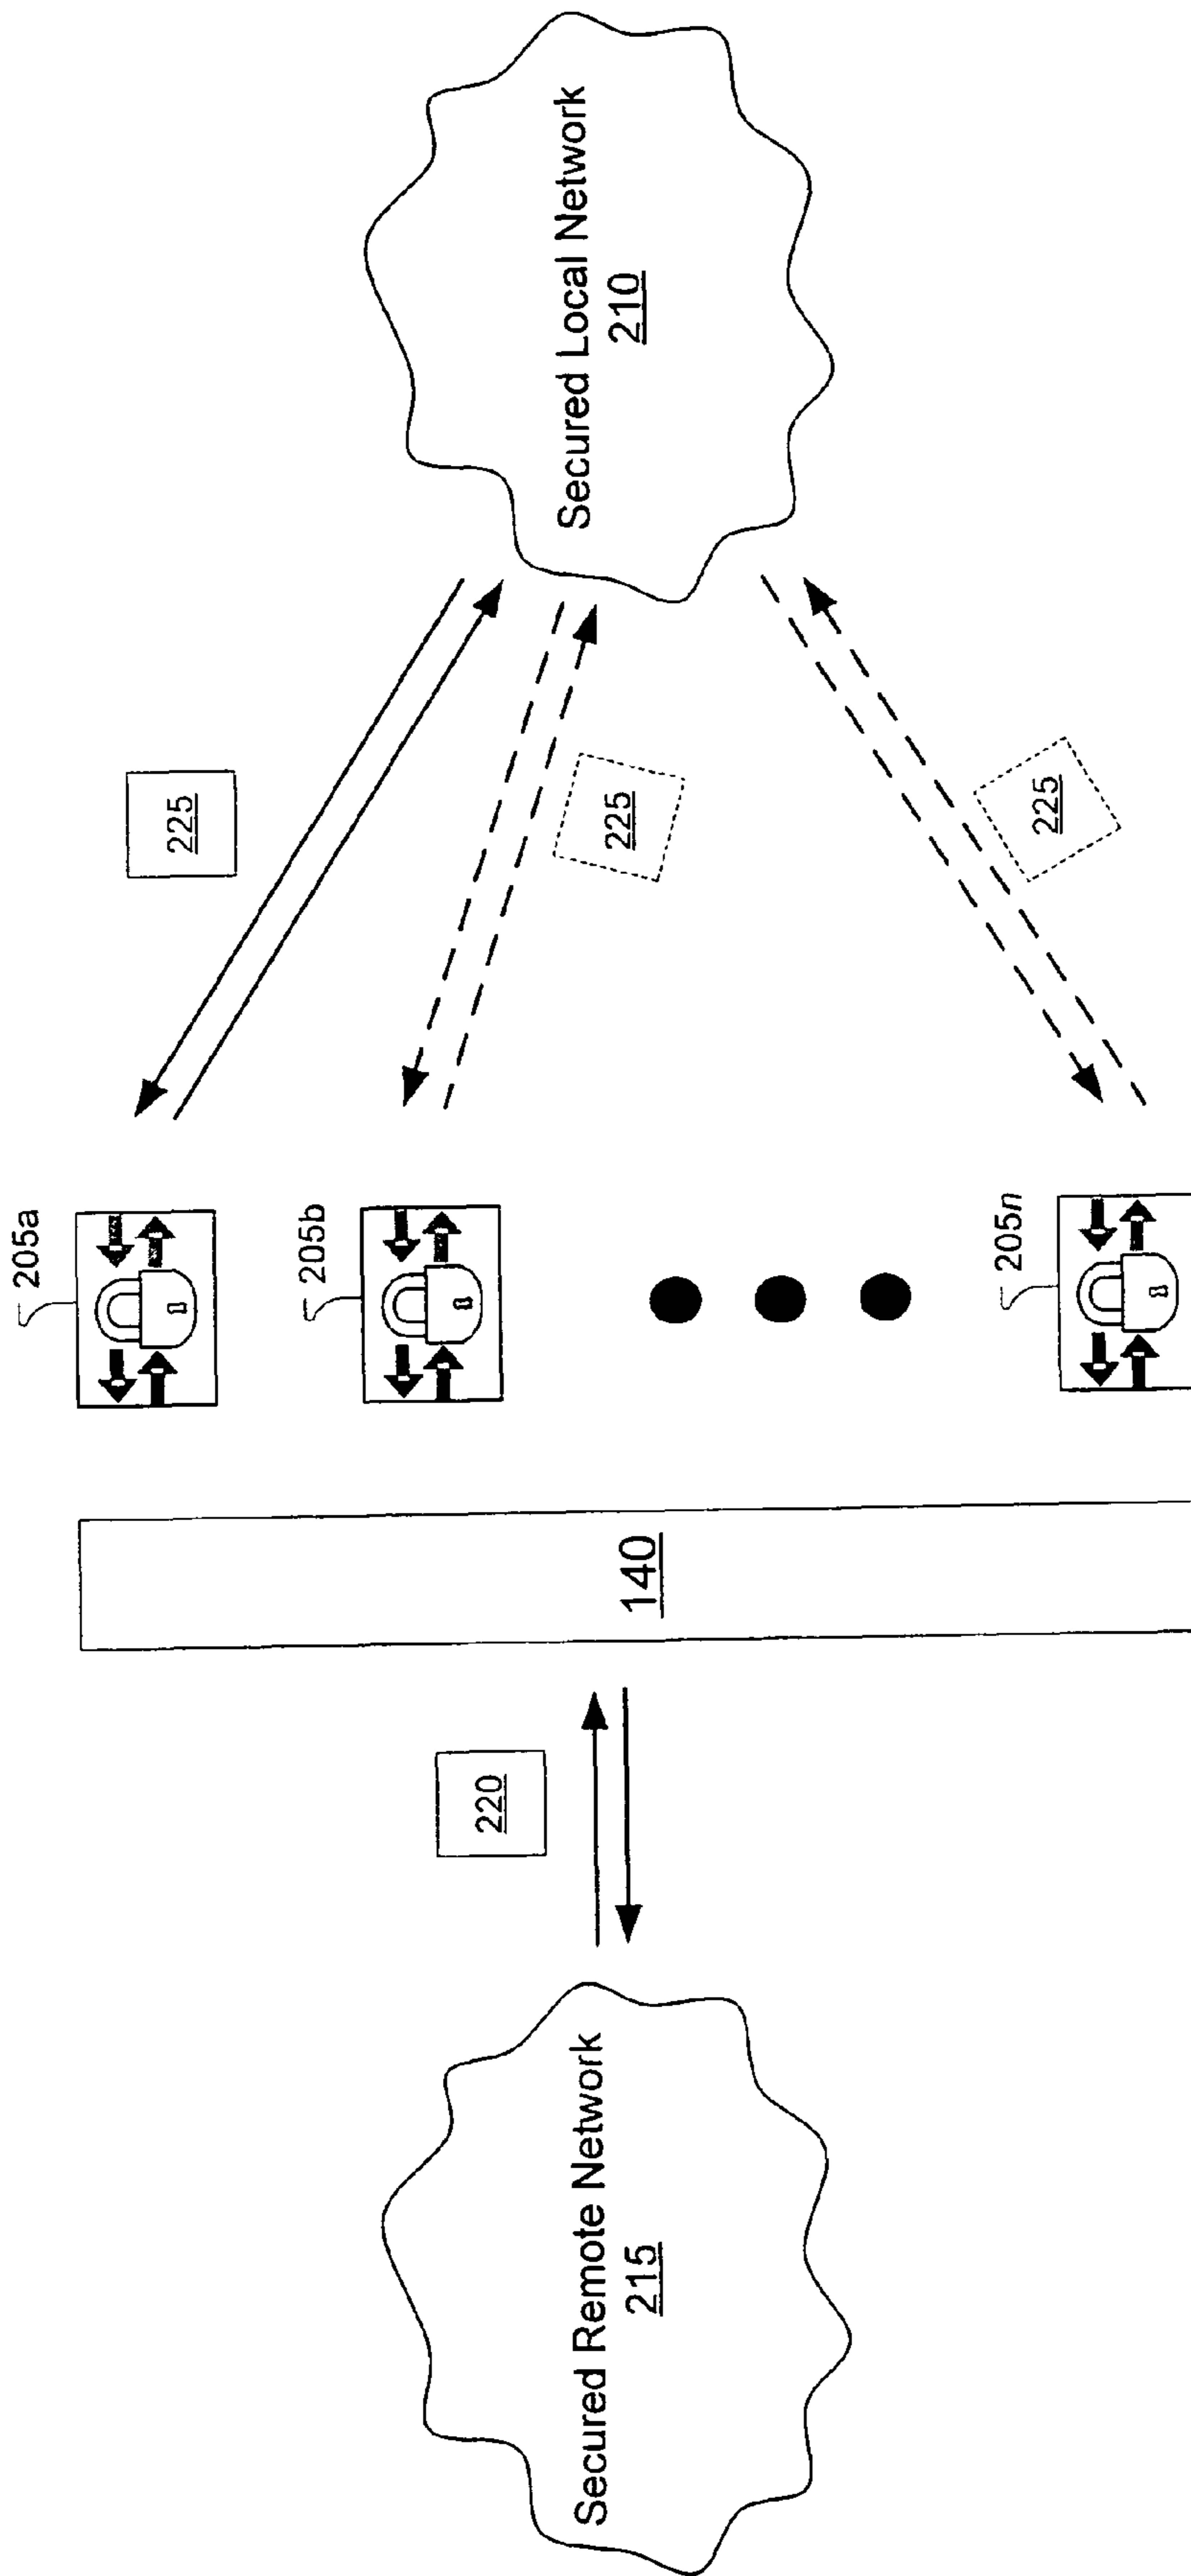 Secured Remote Network
215
220
140
205a
205b
205n
225
225
225
Secured Local Network
210